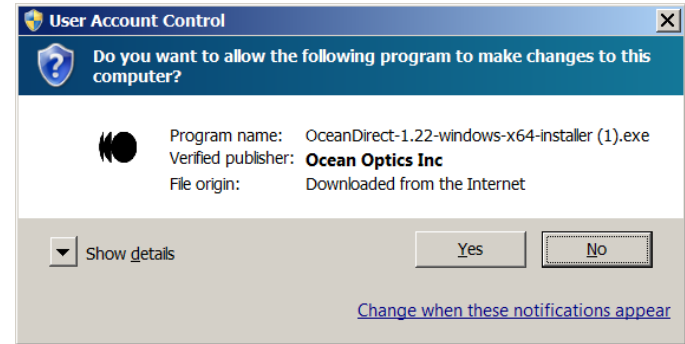 User Account Control
Do you want to allow the following program to make changes to this
computer?
Program name: OceanDirect-1.22-windows-x64-installer (1).exe
Verified publisher: Ocean Optics Inc
File origin: Downloaded from the Internet
Show details
Yes
No
Change when these notifications appear